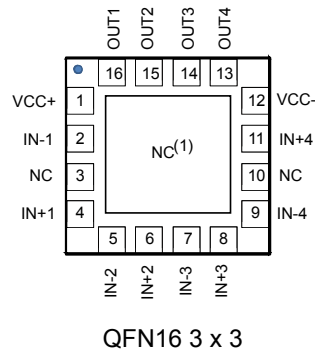 OUT1
OUT2
OUT3
OUT4
16
15
14
13
VCC+
1
12
VCC-
IN-1
2
NC(1)
11
IN+4
NC
3
10
NC
IN+1
4
9
IN-4
5
6
7
8
IN-2
IN+2
IN-3
IN+3
QFN16 3 x 3